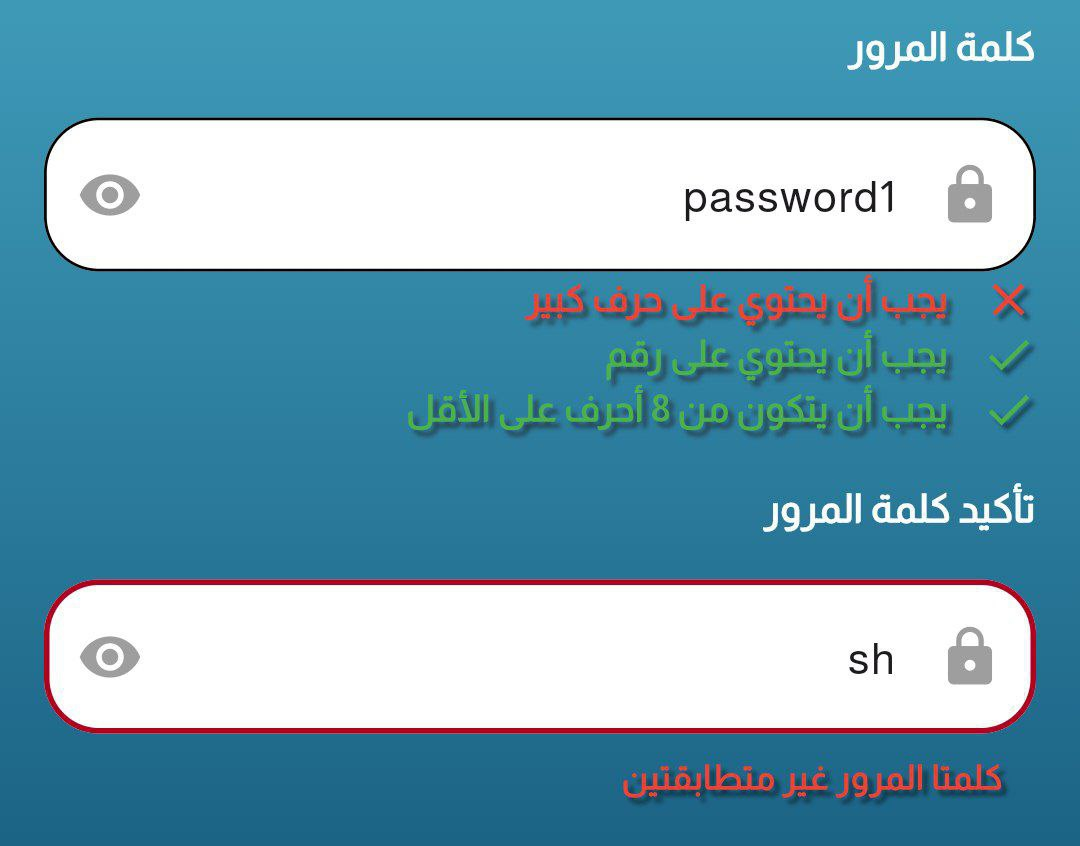 كلمة المرور
password1
يجب أن يحتوي على حرف كبير
يجب أن يحتوي على رقم
يجب أن يتكون من 8 أحرف على الأقل
تأكيد كلمة المرور
sh
كلمتا المرور غير متطابقتين